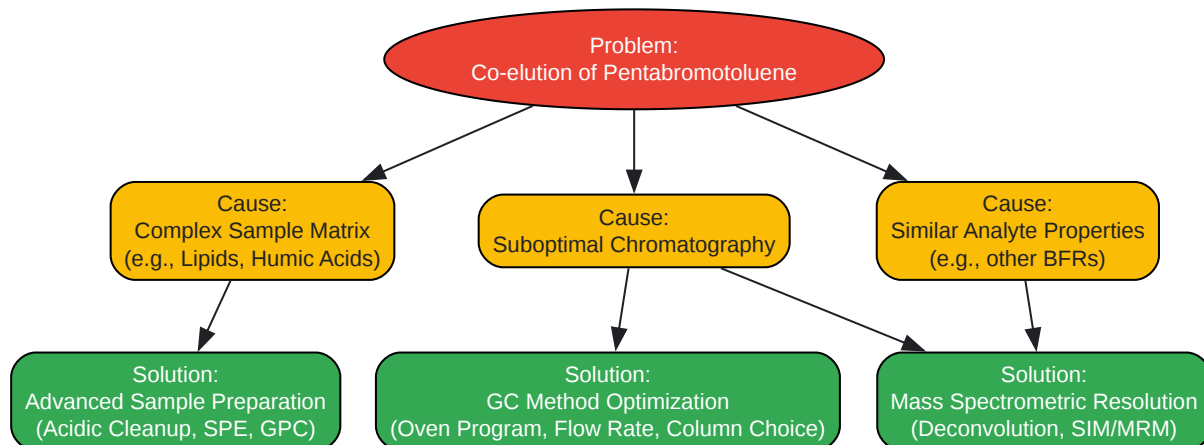 Problem:
Co-elution of Pentabromotoluene
Cause:
Complex Sample Matrix
(e.g., Lipids, Humic Acids)
Cause:
Suboptimal Chromatography
Cause:
Similar Analyte Properties
(e.g., other BFRs)
Solution:
Advanced Sample Preparation
(Acidic Cleanup, SPE, GPC)
Solution:
GC Method Optimization
(Oven Program, Flow Rate, Column Choice)
Solution:
Mass Spectrometric Resolution
(Deconvolution, SIM/MRM)